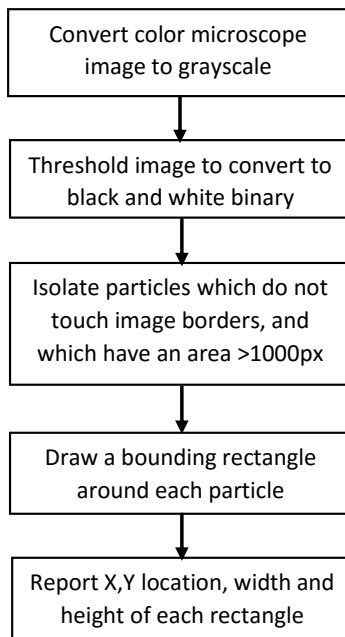 Convert color microscope
image to grayscale
Threshold image to convert to
black and white binary
Isolate particles which do not
touch image borders, and
which have an area >1000px
Draw a bounding rectangle
around each particle
Report X,Y location, width and
height of each rectangle